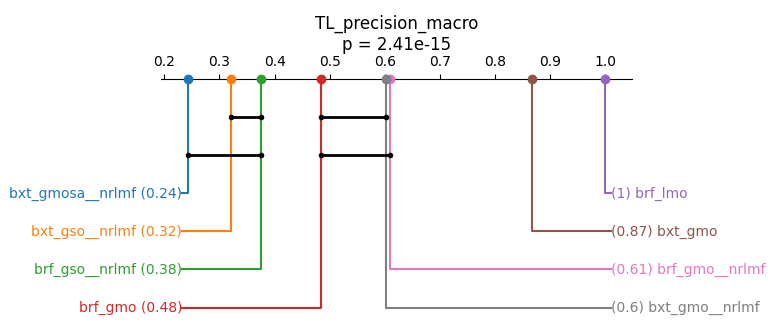 TL_precision_macro
p = 2.41e-15
0.2 0.3 0.4 0.5 0.6 0.7 0.8 0.9 1.0
bxt_gmosa__nrlmf (0.24) (1) brf_lmo
bxt_gso__nrlmf (0.32) (0.87) bxt_gmo
brf_gso__nrlmf (0.38) (0.61) brf_gmo__nrlmf
brf_gmo (0.48) (0.6) bxt_gmo__nrlmf